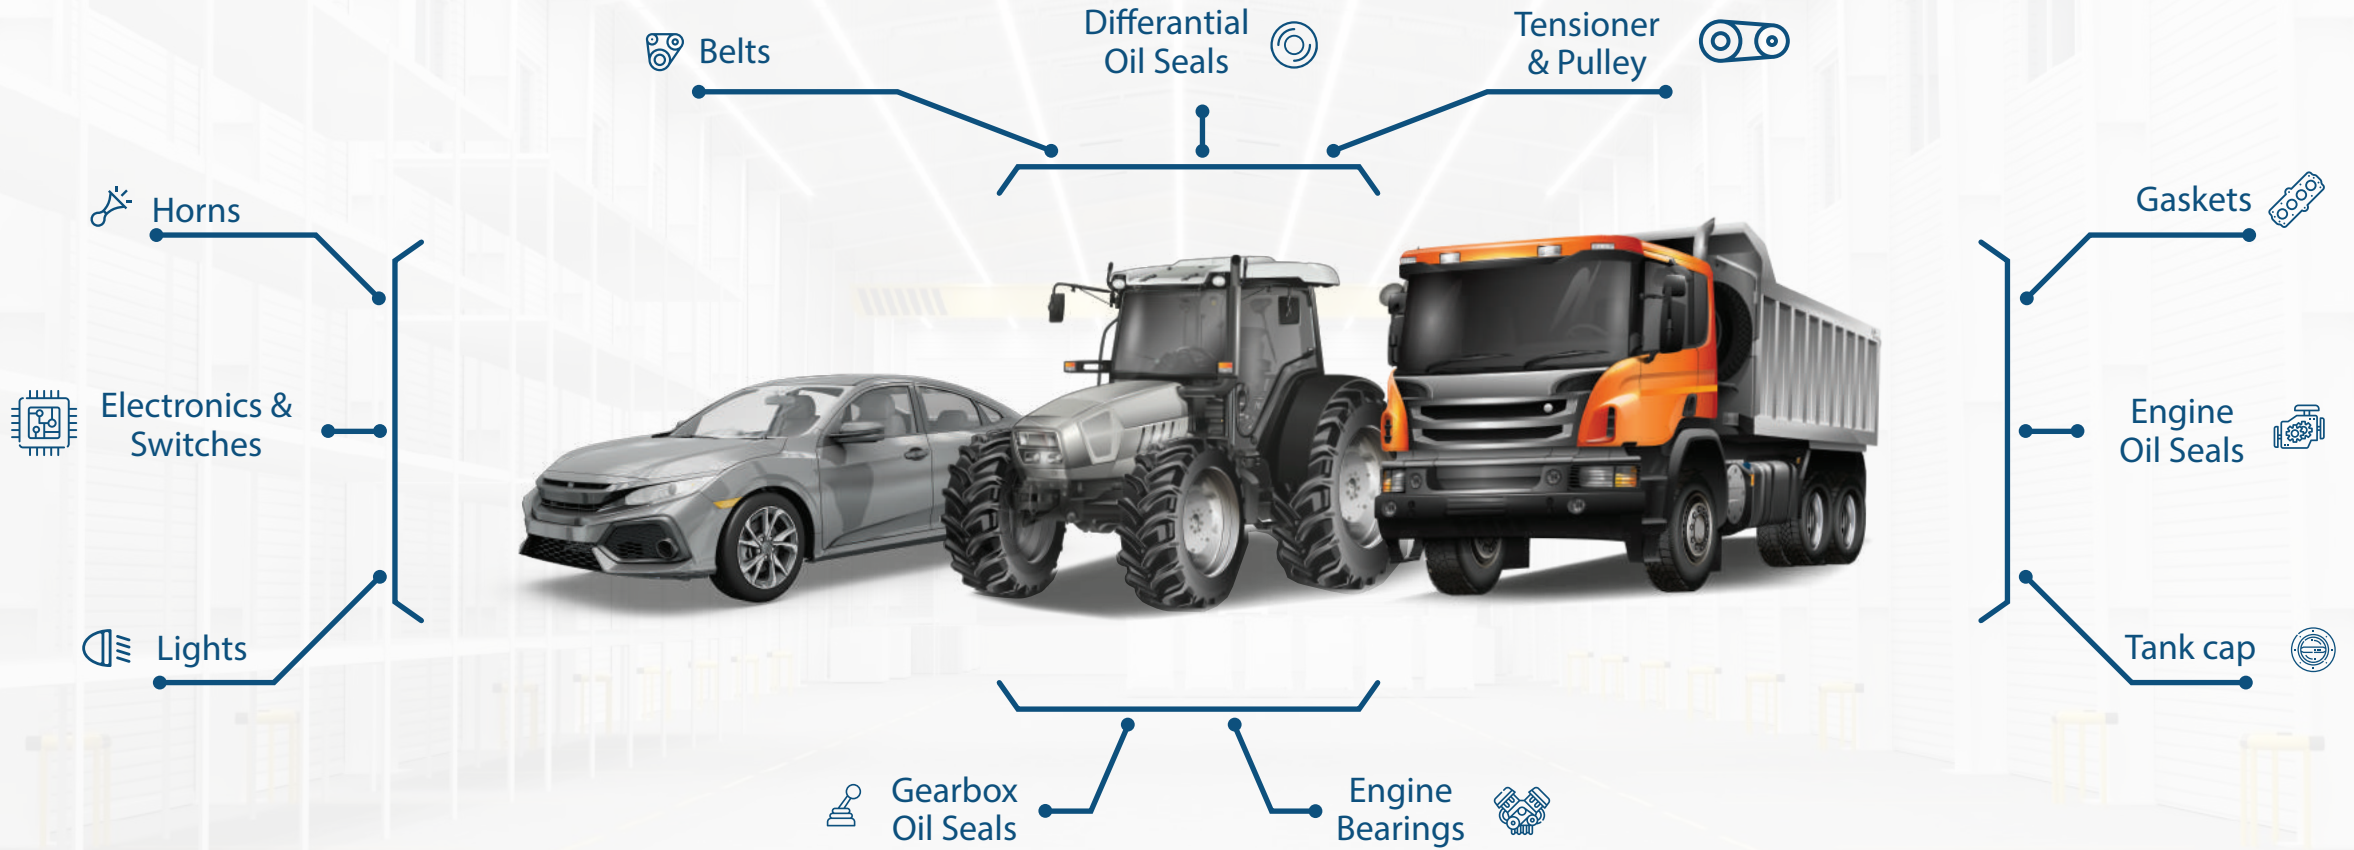 Belts
Differantial
Oil Seals
Tensioner
& Pulley
Horns
Gaskets
Electronics &
Switches
Engine
Oil Seals
Lights
Tank cap
Gearbox
Oil Seals
Engine
Bearings